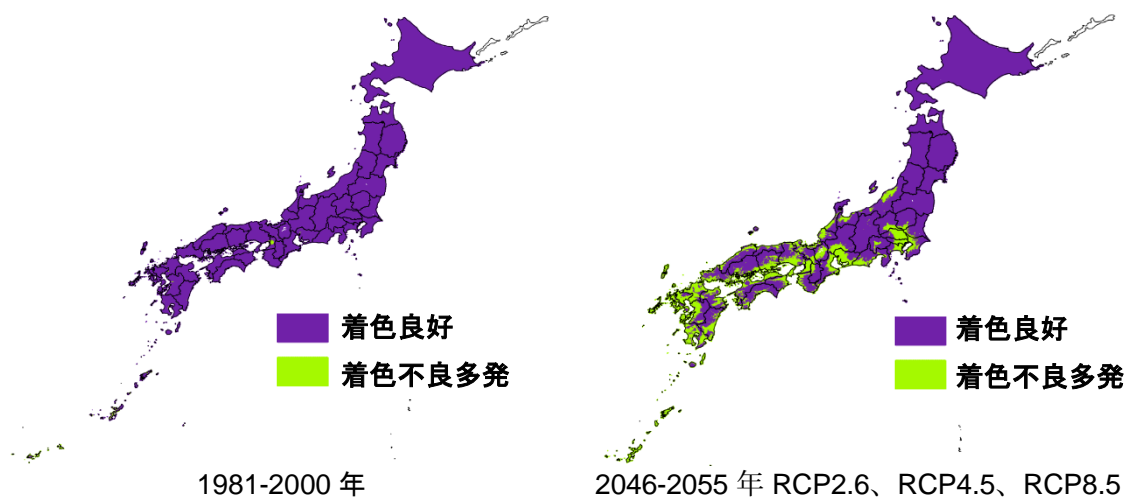 着色良好
着色不良多発
1981-2000 年
着色良好
着色不良多発
2046-2055 年 RCP2.6、RCP4.5、RCP8.5